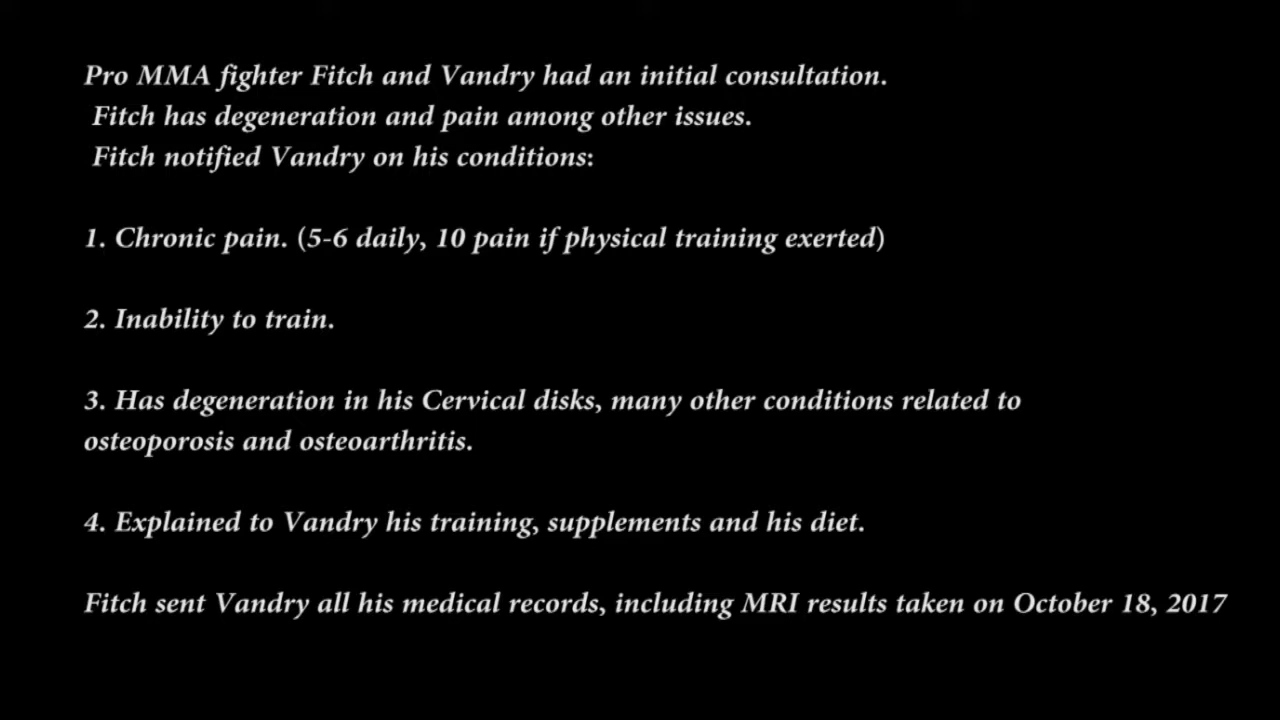 Pro MMA fighter Fitch and Vandry had an initial consultation.
Fitch has degeneration and pain among other issues.
Fitch notified Vandry on his conditions:
1. Chronic pain. (5-6 daily, 10 pain if physical training exerted)
2. Inability to train.
3. Has degeneration in his Cervical disks, many other conditions related to
osteoporosis and osteoarthritis.
4. Explained to Vandry his training, supplements and his diet.
Fitch sent Vandry all his medical records, including MRI results taken on October 18, 2017